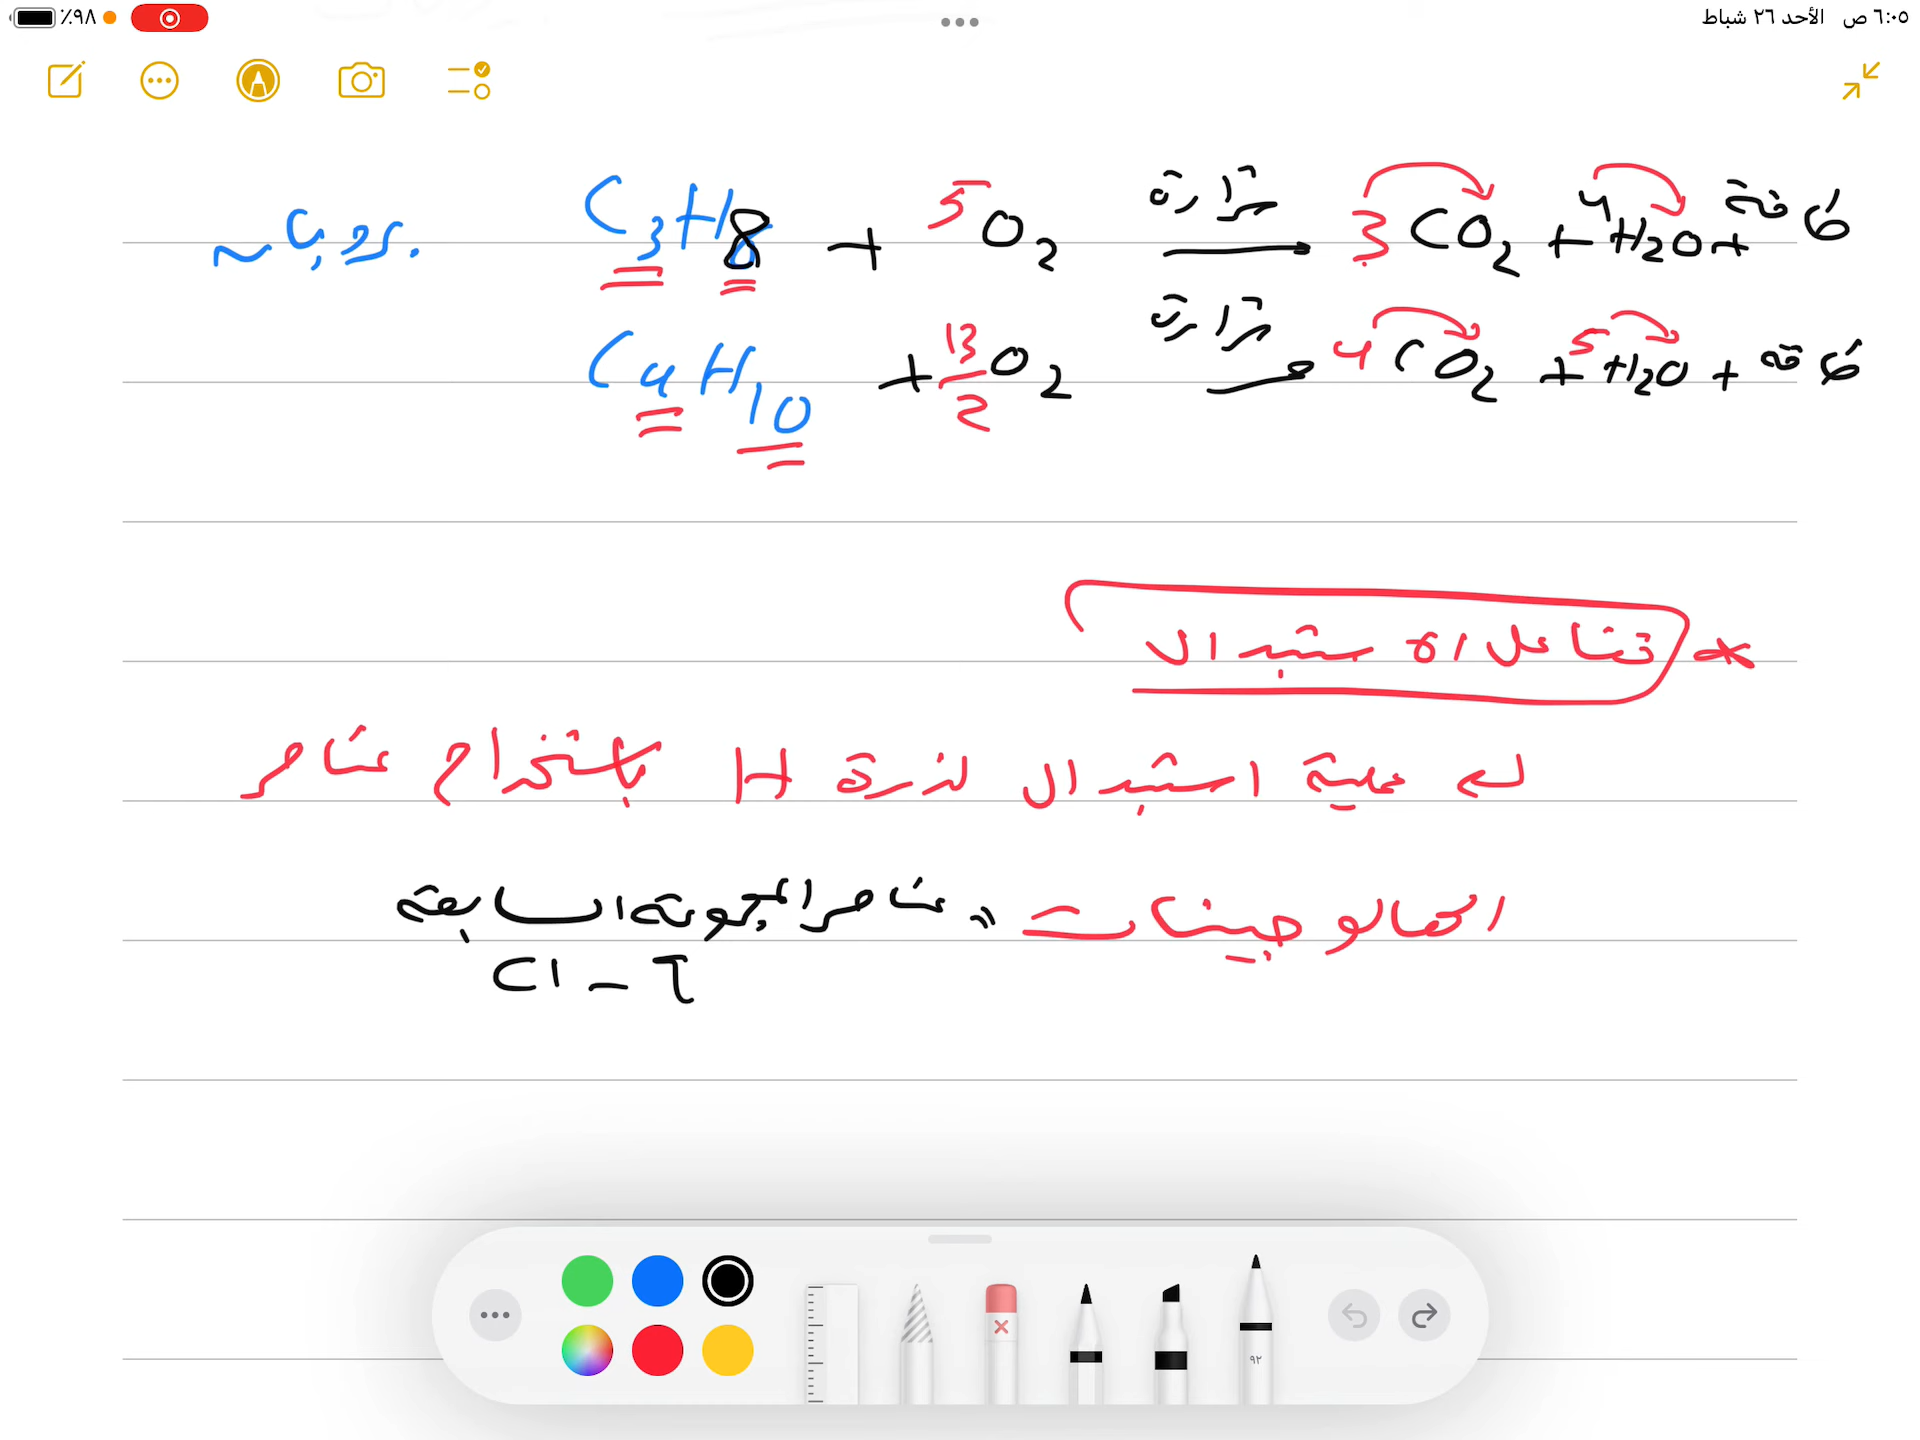 ٪٩٨
٦:٠٥ ص الأحد ٢٦ شباط
C3H8 + 5O2 حرارة 3CO2 + 4H2O + طاقة
C4H10 + 13/2 O2 حرارة 4CO2 + 5H2O + طاقة
* تفاعل الاستبدال
عملية استبدال لذرة H باستخدام عناصر
الهالوجينات "عناصر المجموعة السابعة
Cl -
٩٢